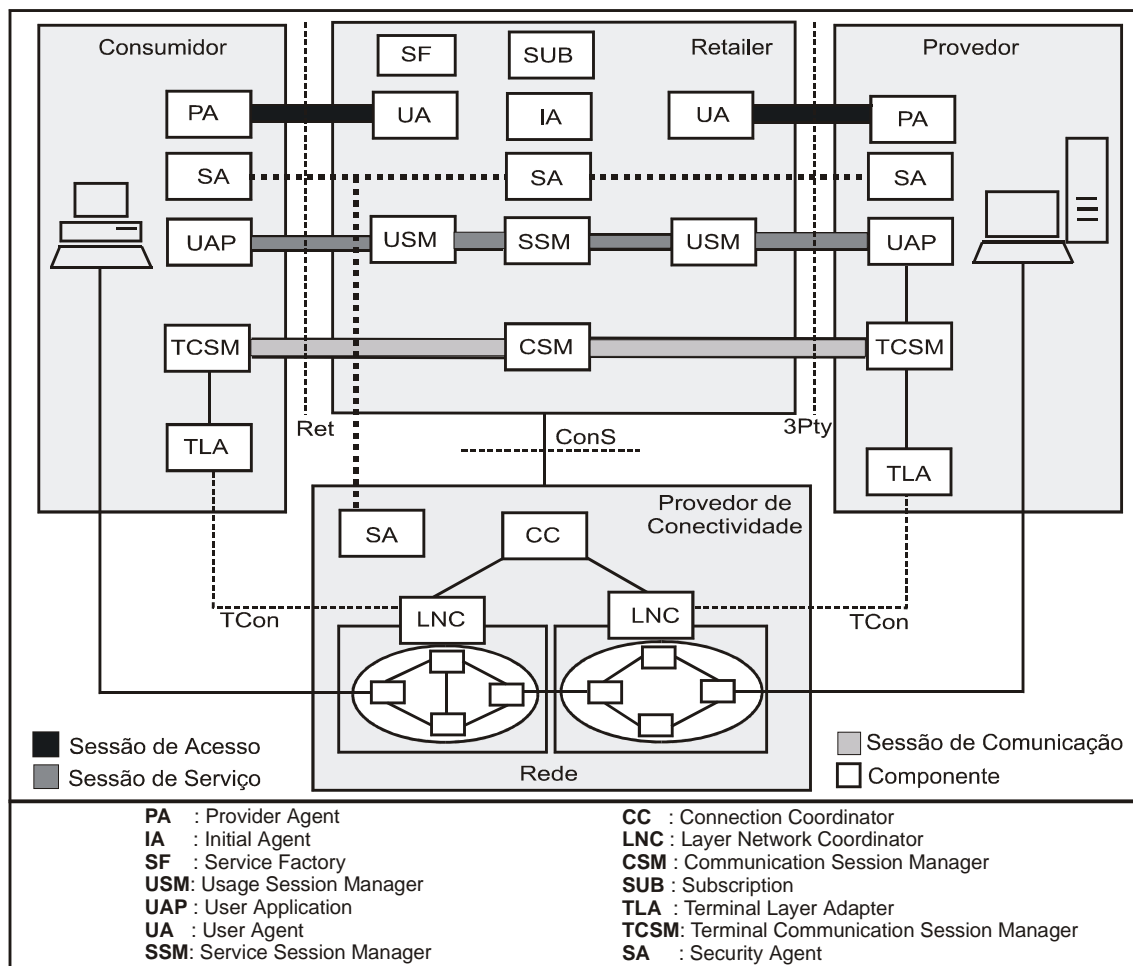 Consumidor
Retailer
Provedor
SF
SUB
PA
UA
IA
UA
PA
SA
SA
SA
UAP
USM
SSM
USM
UAP
TCSM
CSM
TCSM
Ret
3Pty
ConS
TLA
TLA
Provedor de
Conectividade
SA
CC
TCon
LNC
LNC
TCon
Rede
Sessão de Acesso
Sessão de Serviço
Sessão de Comunicação
Componente
PA : Provider Agent
IA : Initial Agent
SF : Service Factory
USM: Usage Session Manager
UAP : User Application
UA : User Agent
SSM: Service Session Manager
CC : Connection Coordinator
LNC : Layer Network Coordinator
CSM : Communication Session Manager
SUB : Subscription
TLA : Terminal Layer Adapter
TCSM: Terminal Communication Session Manager
SA : Security Agent